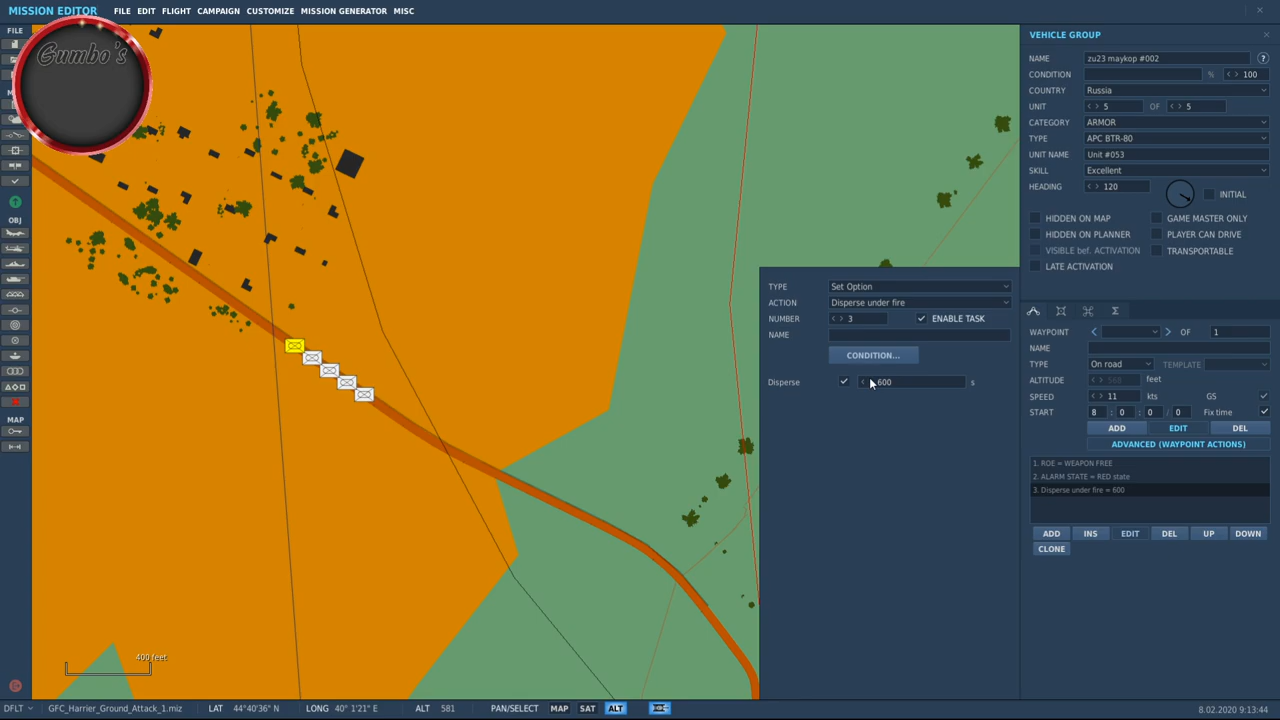 MISSION EDITOR FILE EDIT FLIGHT CAMPAIGN CUSTOMIZE MISSION GENERATOR MISC
FILE
Gumbo's
OBJ
MAP
400 feet
TYPE Set Option
ACTION Disperse under fire
NUMBER 3 ENABLE TASK
NAME
CONDITION...
Disperse 600 s
VEHICLE GROUP
NAME zu23 maykop #002 ?
CONDITION % 100
COUNTRY Russia
UNIT 5 OF 5
CATEGORY ARMOR
TYPE APC BTR-80
UNIT NAME Unit #053
SKILL Excellent
HEADING 120 INITIAL
HIDDEN ON MAP GAME MASTER ONLY
HIDDEN ON PLANNER PLAYER CAN DRIVE
VISIBLE bef. ACTIVATION TRANSPORTABLE
LATE ACTIVATION
WAYPOINT OF 1
NAME
TYPE On road TEMPLATE
ALTITUDE 568 feet
SPEED 11 kts GS
START 8 : 0 : 0 / 0 Fix time
ADD EDIT DEL
ADVANCED (WAYPOINT ACTIONS)
1. ROE = WEAPON FREE
2. ALARM STATE = RED state
3. Disperse under fire = 600
ADD INS EDIT DEL UP DOWN
CLONE
DFLT GFC_Harrier_Ground_Attack_1.miz LAT 44°40'36" N LONG 40° 1'21" E ALT 581 PAN/SELECT MAP SAT ALT 8.02.2020 9:13:44